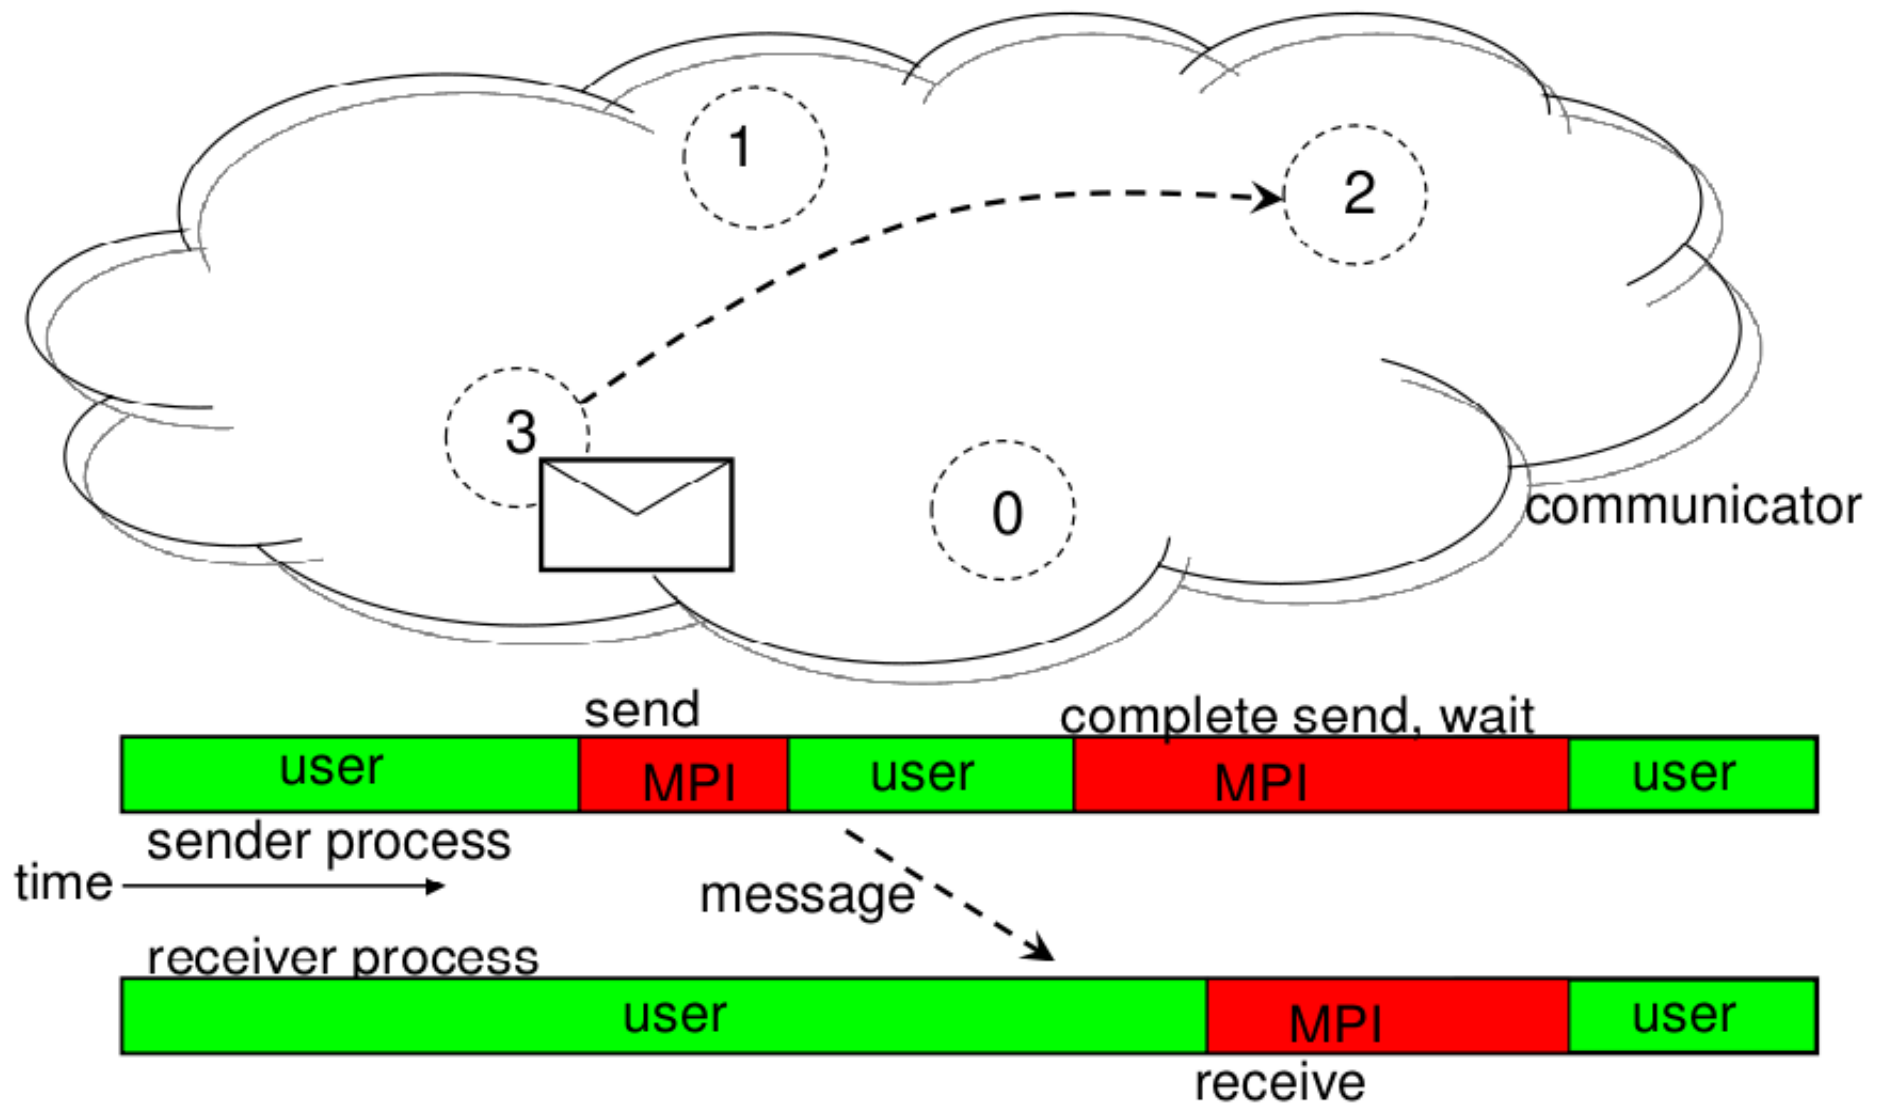 1
2
3
0
communicator
send
complete send, wait
user MPI user MPI user
sender process
time
message
receiver process
user MPI user
receive